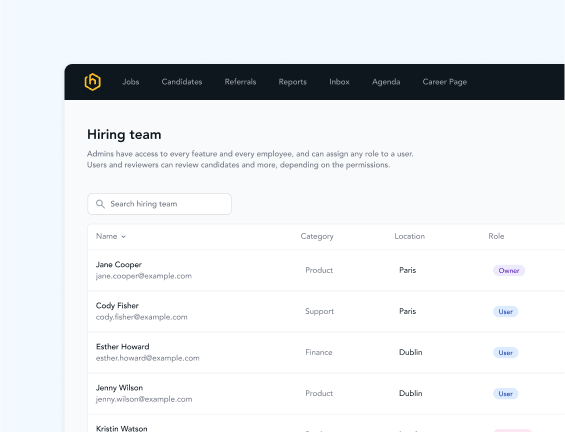 Jobs Candidates Referrals Reports Inbox Agenda Career Page
Hiring team
Admins have access to every feature and every employee, and can assign any role to a user.
Users and reviewers can review candidates and more, depending on the permissions.
Search hiring team
Name Category Location Role
Jane Cooper
jane.cooper@example.com
Product Paris Owner
Cody Fisher
cody.fisher@example.com
Support Paris User
Esther Howard
esther.howard@example.com
Finance Dublin User
Jenny Wilson
jenny.wilson@example.com
Product Dublin User
Kristin Watson